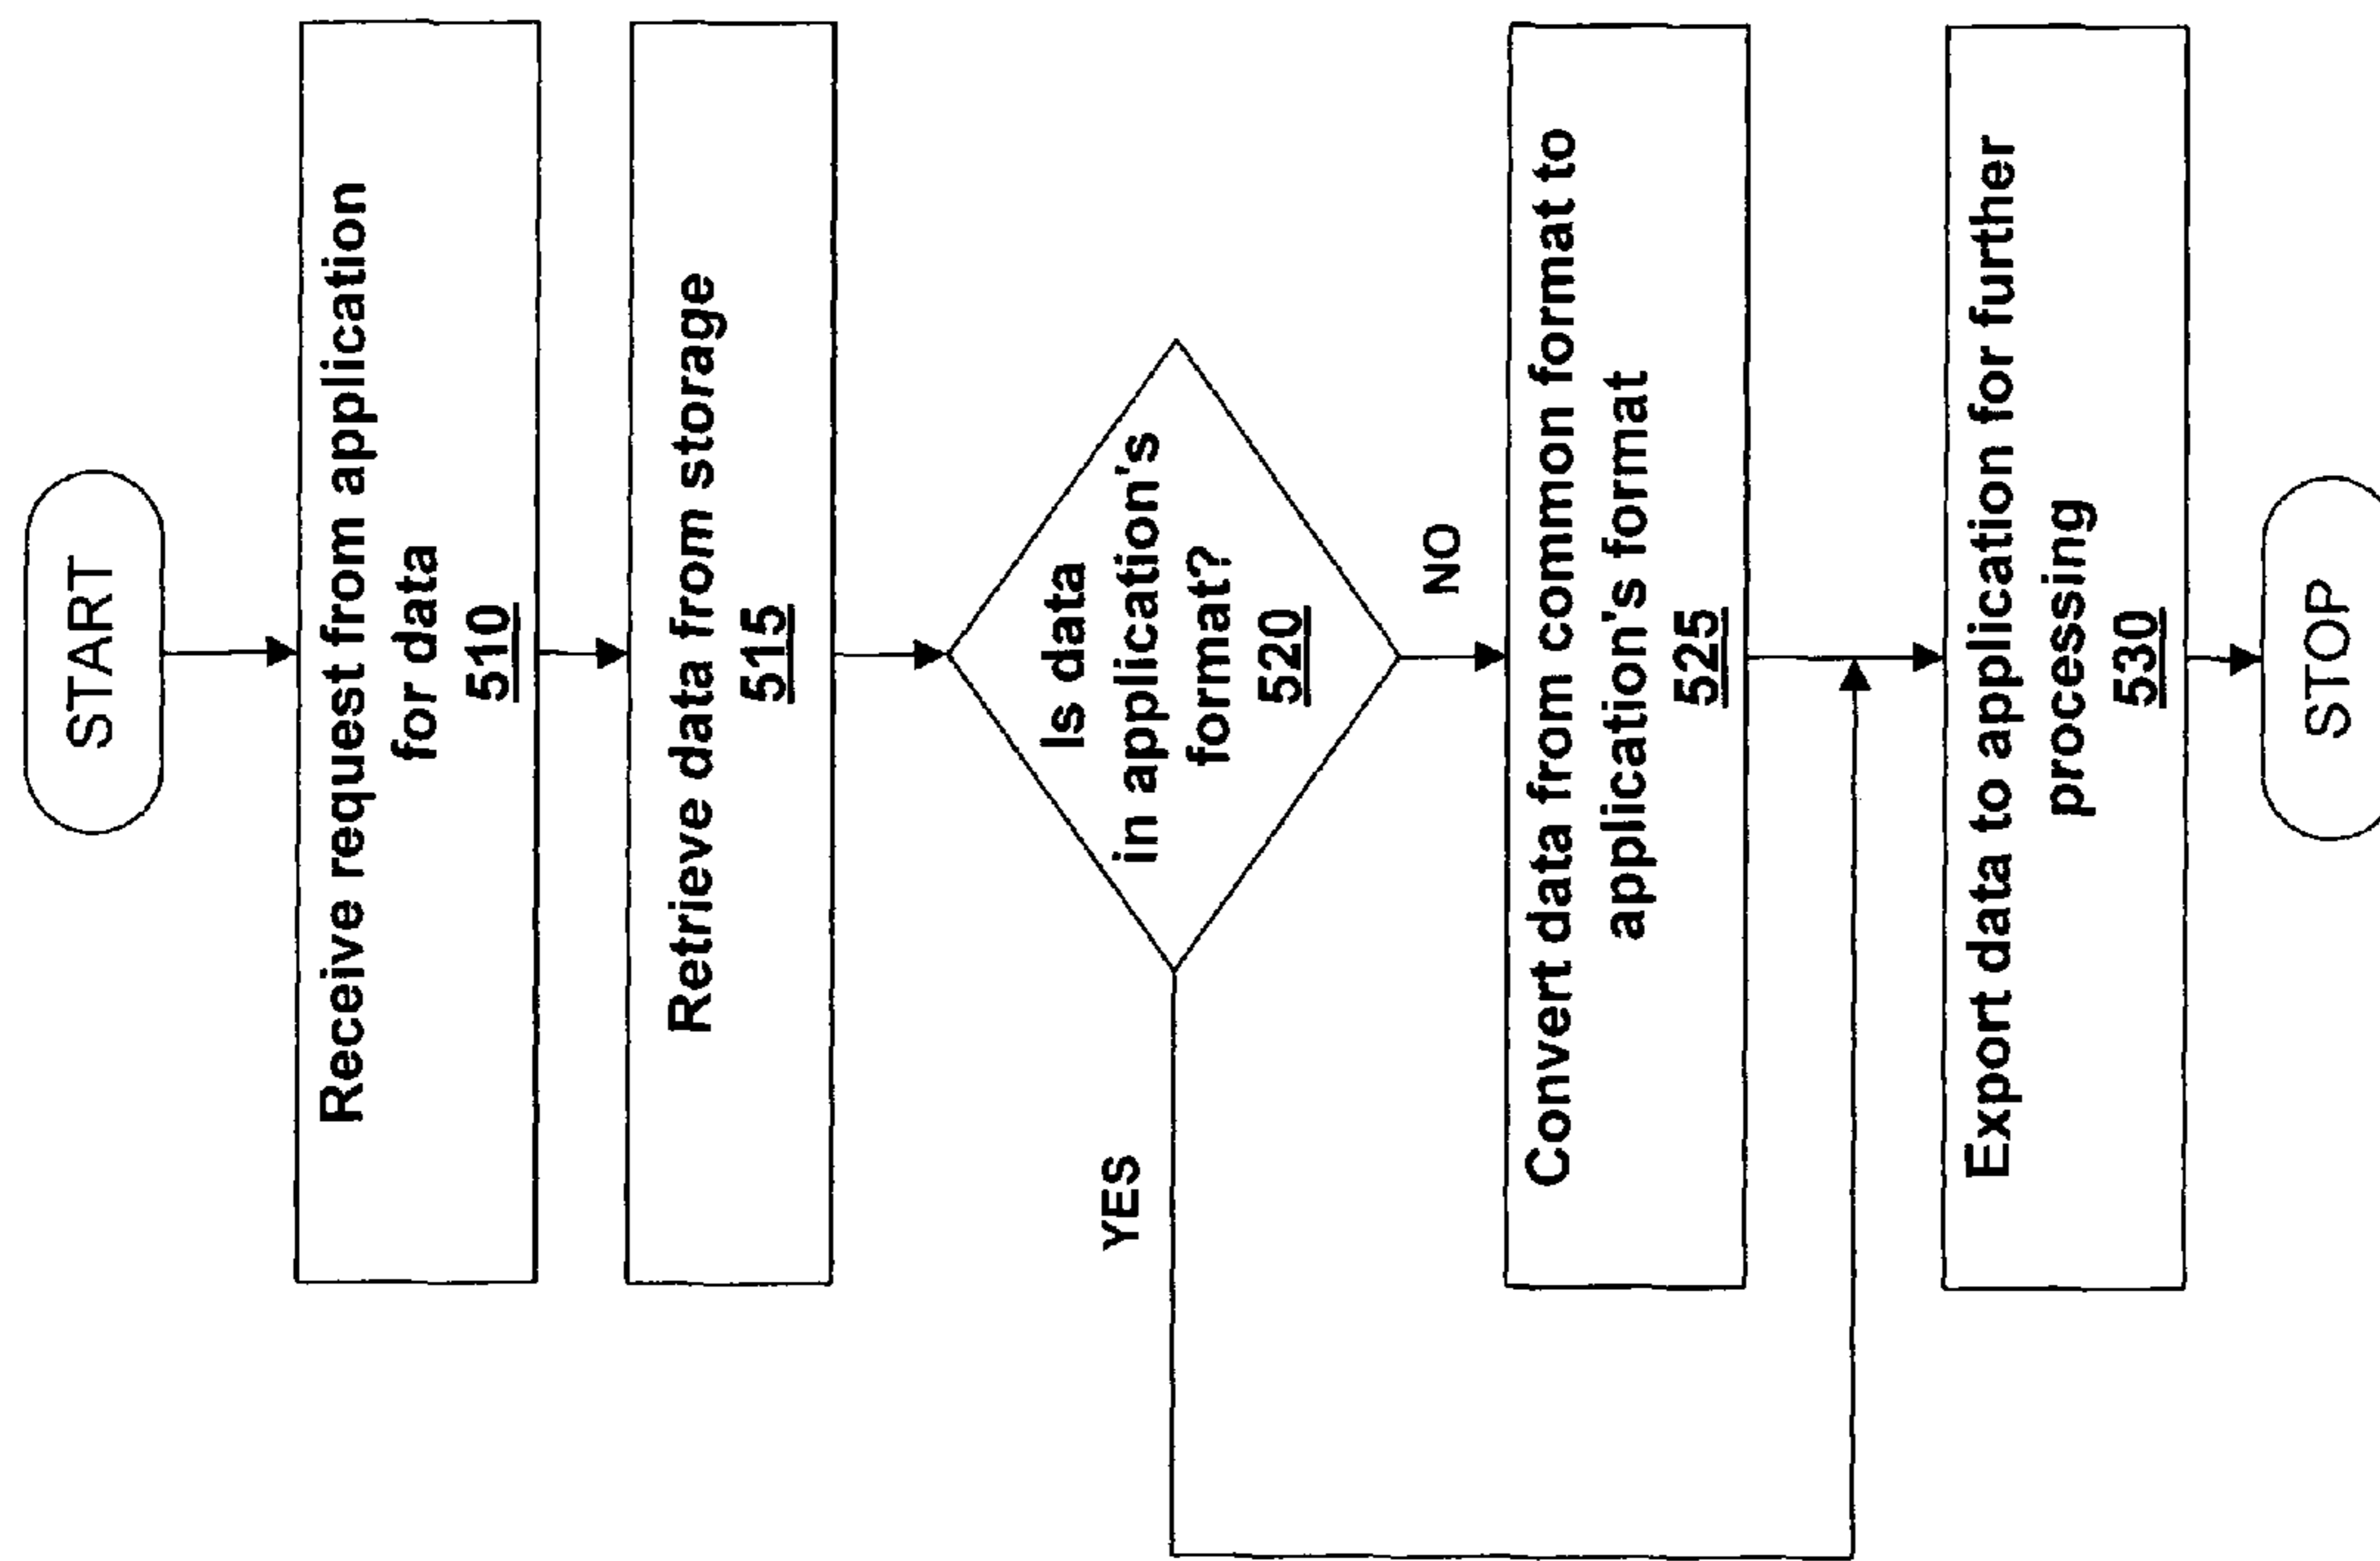 START
Receive request from application
for data
510
Retrieve data from storage
515
Is data
in application's
format?
520
YES
NO
Convert data from common format to
application's format
525
Export data to application for further
processing
530
STOP